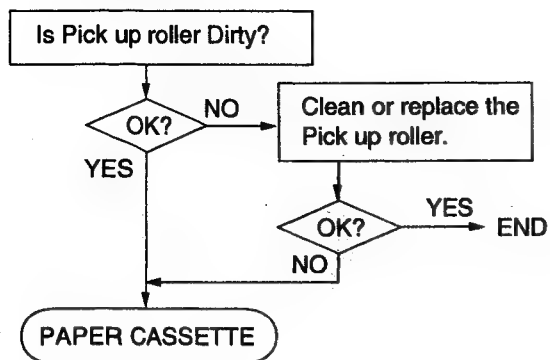 Is Pick up roller Dirty?
OK?
NO
YES
Clean or replace the
Pick up roller.
OK?
YES
END
NO
PAPER CASSETTE